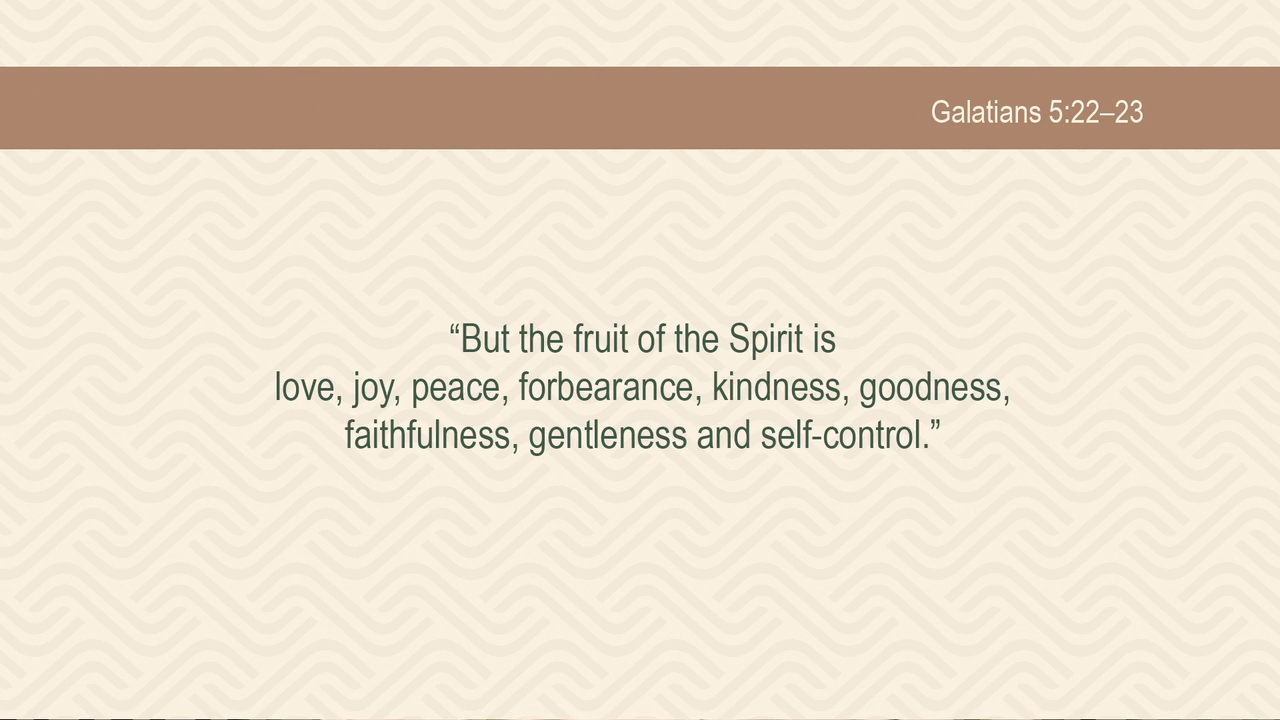 Galatians 5:22–23
“But the fruit of the Spirit is
love, joy, peace, forbearance, kindness, goodness,
faithfulness, gentleness and self-control.”